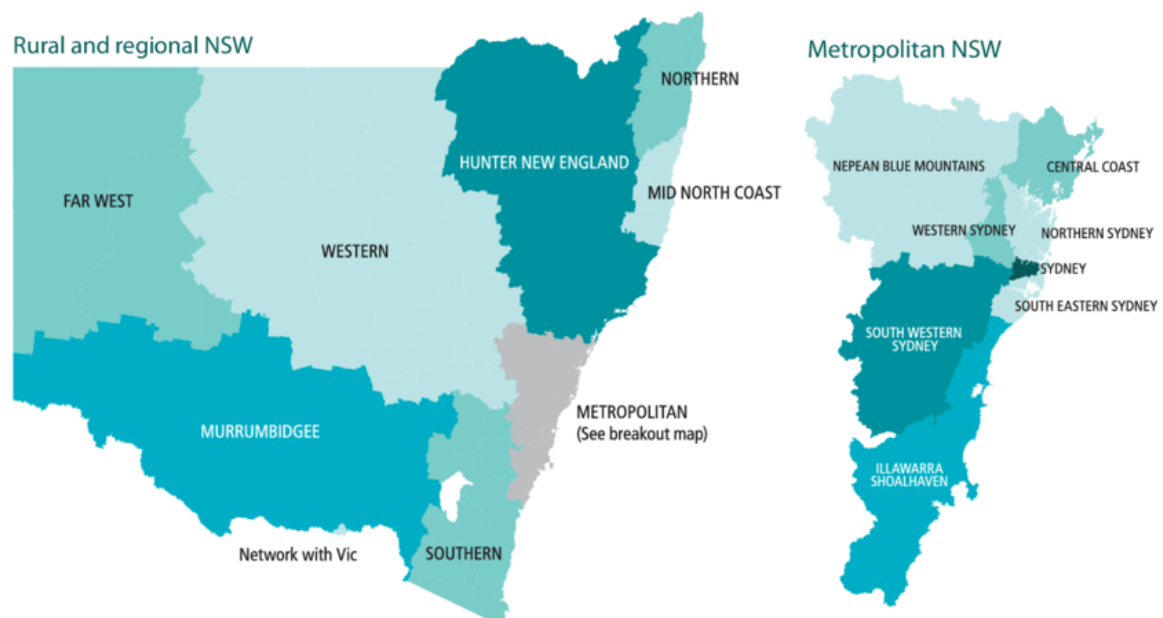 Rural and regional NSW
NORTHERN
HUNTER NEW ENGLAND
MID NORTH COAST
FAR WEST
WESTERN
METROPOLITAN
(See breakout map)
MURRUMBIDGEE
Network with Vic
SOUTHERN
Metropolitan NSW
NEPEAN BLUE MOUNTAINS
CENTRAL COAST
WESTERN SYDNEY
NORTHERN SYDNEY
SYDNEY
SOUTH EASTERN SYDNEY
SOUTH WESTERN
SYDNEY
ILLAWARRA
SHOALHAVEN